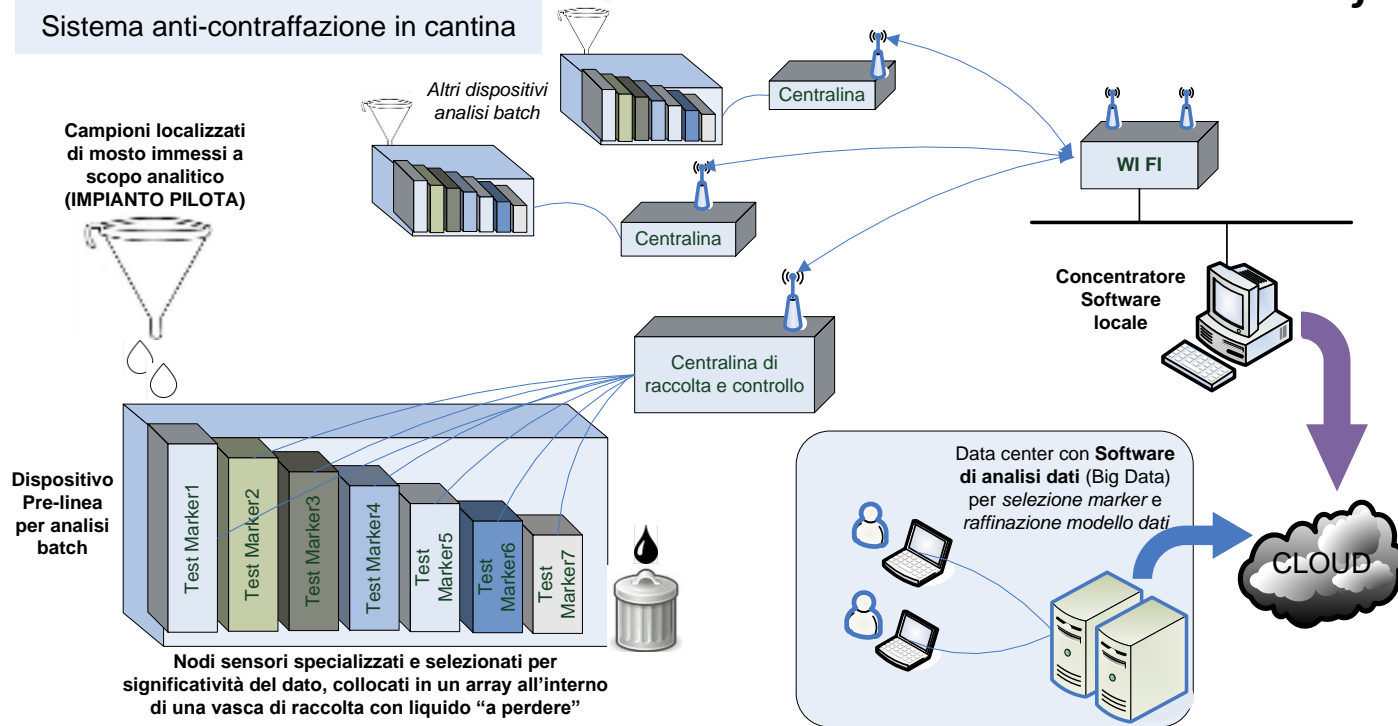 Sistema anti-contraffazione in cantina
Altri dispositivi
analisi batch
Centralina
Campioni localizzati
di mosto immessi a
scopo analitico
(IMPIANTO PILOTA)
WI FI
Centralina
Concentratore
Software
locale
Centralina di
raccolta e controllo
Dispositivo
Pre-linea
per analisi
batch
Test Marker1
Test Marker2
Test Marker3
Test Marker4
Test
Marker5
Test
Marker6
Test
Marker7
Data center con Software
di analisi dati (Big Data)
per selezione marker e
raffinazione modello dati
CLOUD
Nodi sensori specializzati e selezionati per
significatività del dato, collocati in un array all’interno
di una vasca di raccolta con liquido “a perdere”